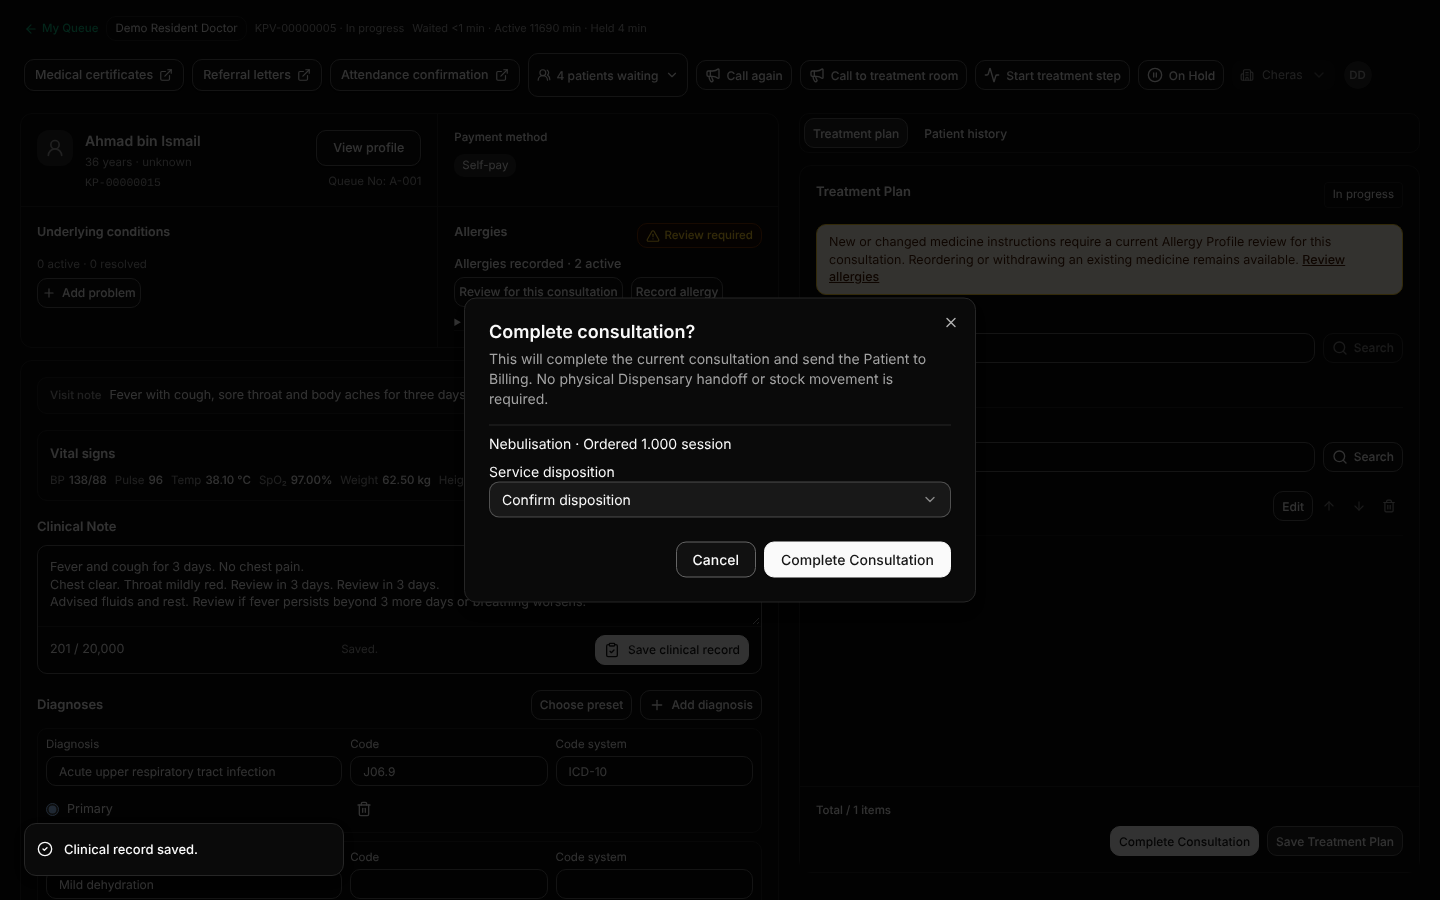 My Queue
Demo Resident Doctor
KPV-00000005 · In progress Waited <1 min · Active 11690 min · Held 4 min
Medical certificates
Referral letters
Attendance confirmation
4 patients waiting
Call again
Call to treatment room
Start treatment step
On Hold
Cheras
DD
Ahmad bin Ismail
36 years · unknown
KP-00000015
View profile
Queue No: A-001
Payment method
Self-pay
Underlying conditions
0 active · 0 resolved
Add problem
Allergies
Review required
Allergies recorded · 2 active
Review for this consultation
Record allergy
Treatment plan
Patient history
Treatment Plan
In progress
New or changed medicine instructions require a current Allergy Profile review for this
consultation. Reordering or withdrawing an existing medicine remains available. Review
allergies
Search
Search
Edit
Visit note Fever with cough, sore throat and body aches for three days
Vital signs
BP 138/88 Pulse 96 Temp 38.10 °C SpO₂ 97.00% Weight 62.50 kg
Clinical Note
Fever and cough for 3 days. No chest pain.
Chest clear. Throat mildly red. Review in 3 days. Review in 3 days.
Advised fluids and rest. Review if fever persists beyond 3 more days or breathing worsens.
201 / 20,000
Saved.
Save clinical record
Complete consultation?
This will complete the current consultation and send the Patient to
Billing. No physical Dispensary handoff or stock movement is
required.
Nebulisation · Ordered 1.000 session
Service disposition
Confirm disposition
Cancel
Complete Consultation
Diagnoses
Choose preset
Add diagnosis
Diagnosis
Code
Code system
Acute upper respiratory tract infection
J06.9
ICD-10
Primary
Code
Code system
Mild dehydration
Clinical record saved.
Total / 1 items
Complete Consultation
Save Treatment Plan